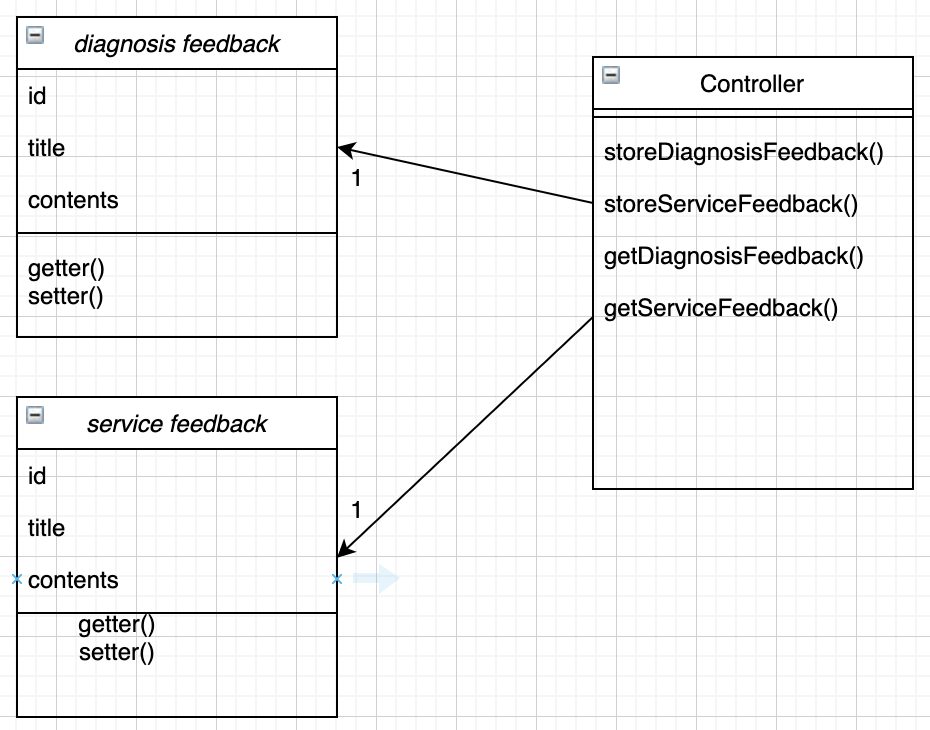 diagnosis feedback
id
title
contents
getter()
setter()
Controller
storeDiagnosisFeedback()
storeServiceFeedback()
getDiagnosisFeedback()
getServiceFeedback()
1
1
service feedback
id
title
contents
getter()
setter()